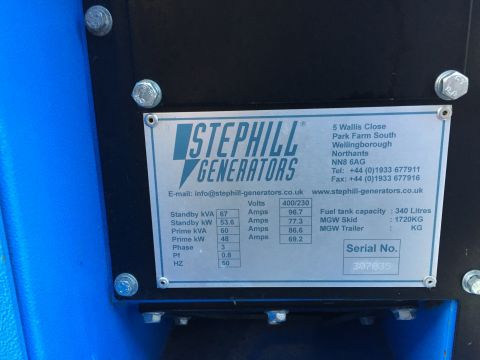 STEPHILL®
GENERATORS
5 Wallis Close
Park Farm South
Wellingborough
Northants
NN8 6AG
Tel: +44 (0)1933 677911
Fax: +44 (0)1933 677916
E-mail: info@stephill-generators.co.uk www.stephill-generators.co.uk
Volts 400/230
Standby kVA 67 Amps 96.7
Standby kW 53.6 Amps 77.3
Prime kVA 60 Amps 86.6
Prime kW 48 Amps 69.2
Phase 3
Pf 0.8
HZ 50
Fuel tank capacity : 340 Litres
MGW Skid : 1720KG
MGW Trailer : KG
Serial No.
307035